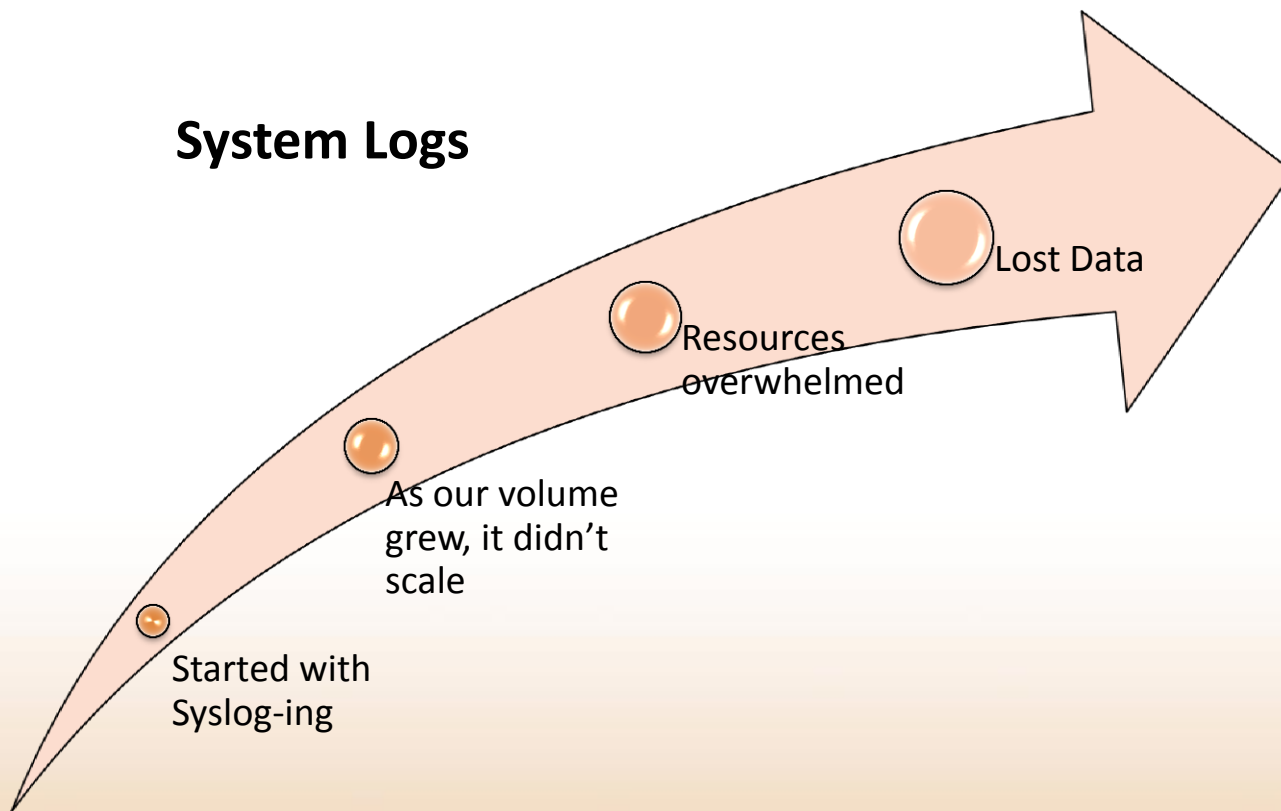 System Logs
Lost Data
Resources
overwhelmed
As our volume
grew, it didn’t
scale
Started with
Syslog-ing